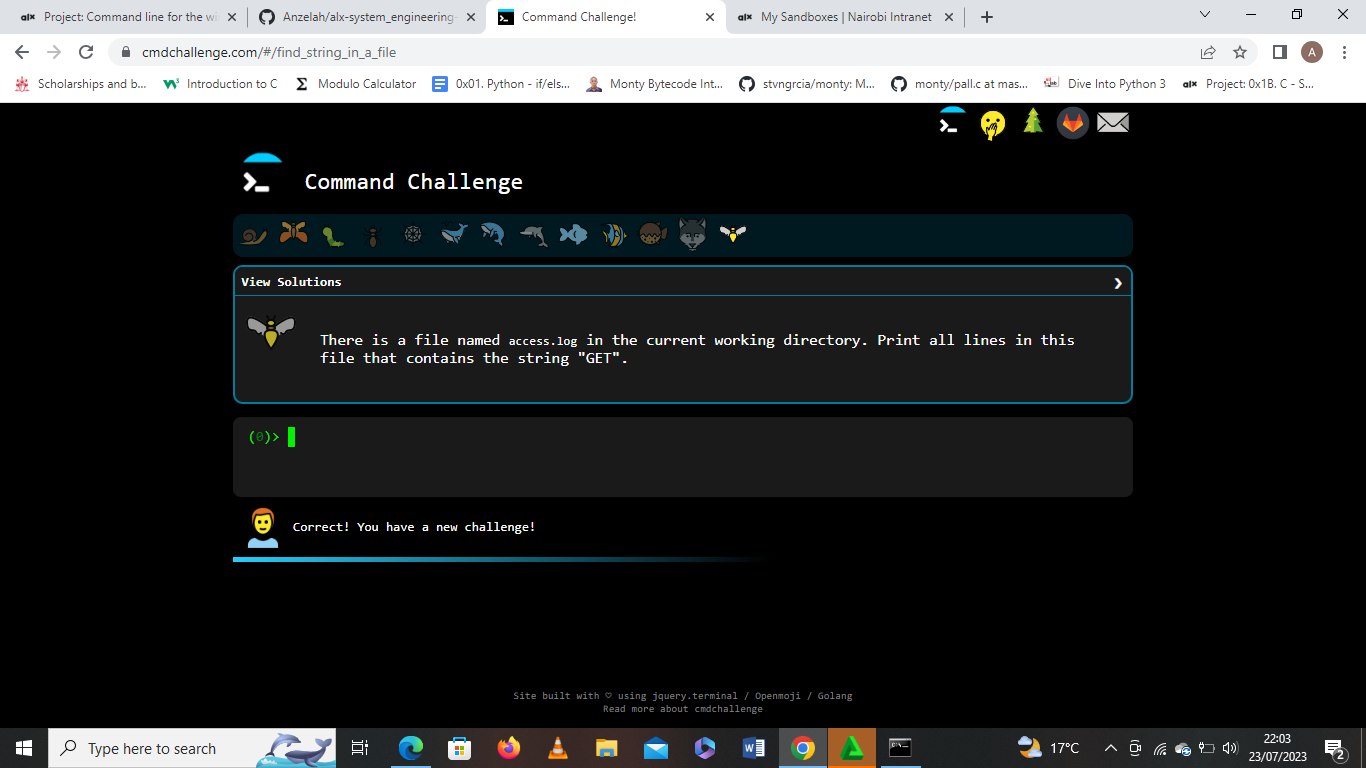 Project: Command line for the wi
Anzelah/alx-system_engineering-
Command Challenge!
My Sandboxes | Nairobi Intranet
cmdchallenge.com/#/find_string_in_a_file
A
Scholarships and b...
Introduction to C
Modulo Calculator
0x01. Python - if/els...
Monty Bytecode Int...
stvngrcia/monty: M...
monty/pall.c at mas...
Dive Into Python 3
Project: 0x1B. C - S...
Command Challenge
View Solutions
There is a file named access.log in the current working directory. Print all lines in this
file that contains the string "GET".
(0)>
Correct! You have a new challenge!
Site built with ♡ using jquery.terminal / Openmoji / Golang
Read more about cmdchallenge
Type here to search
17°C
22:03
23/07/2023
2